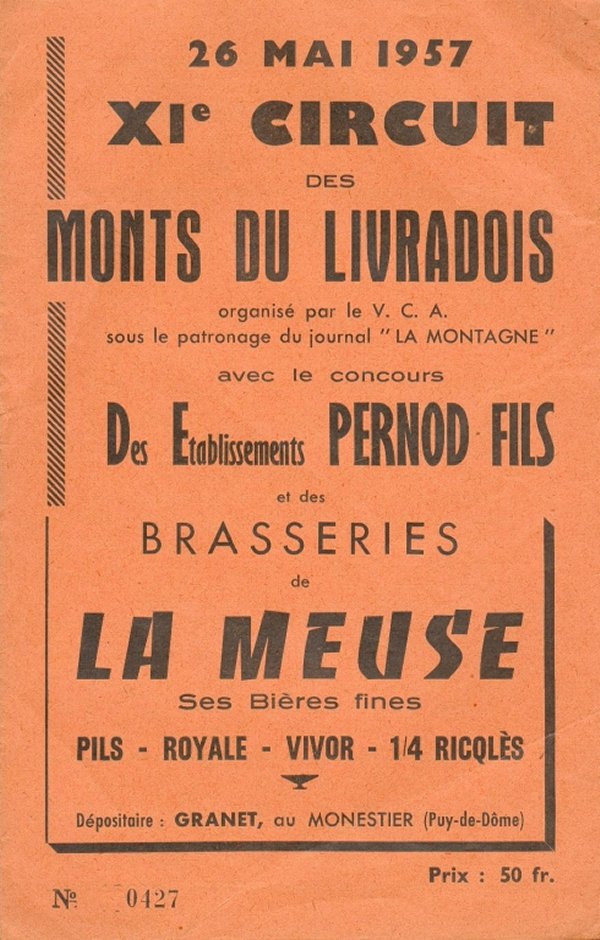 26 MAI 1957
XIe CIRCUIT
DES
MONTS DU LIVRADOIS
organisé par le V. C. A.
sous le patronage du journal "LA MONTAGNE"
avec le concours
Des Etablissements PERNOD FILS
et des
BRASSERIES
de
LA MEUSE
Ses Bières fines
PILS - ROYALE - VIVOR - 1/4 RICQLÈS
Dépositaire : GRANET, au MONESTIER (Puy-de-Dôme)
Prix : 50 fr.
No 0427